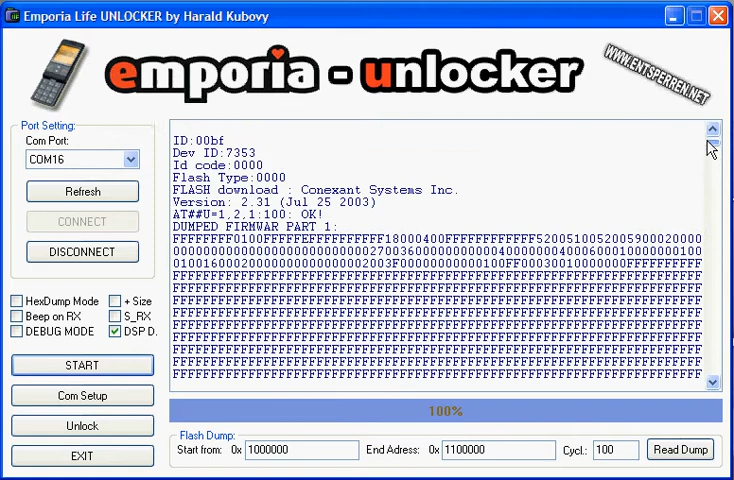 Emporia Life UNLOCKER by Harald Kubovy
emporia - unlocker
WWW.ENTSPERREN.NET
Port Setting:
Com Port:
COM16
Refresh
CONNECT
DISCONNECT
HexDump Mode
+ Size
Beep on RX
S_RX
DEBUG MODE
DSP D.
START
Com Setup
Unlock
EXIT
ID:00bf
Dev ID:7353
Id code:0000
Flash Type:0000
FLASH download : Conexant Systems Inc.
Version: 2.31 (Jul 25 2003)
AT##U=1,2,1:100: OK!
DUMPED FIRMWAR PART 1:
100%
Flash Dump:
Start from: 0x 1000000
End Adress: 0x 1100000
Cycl.: 100
Read Dump